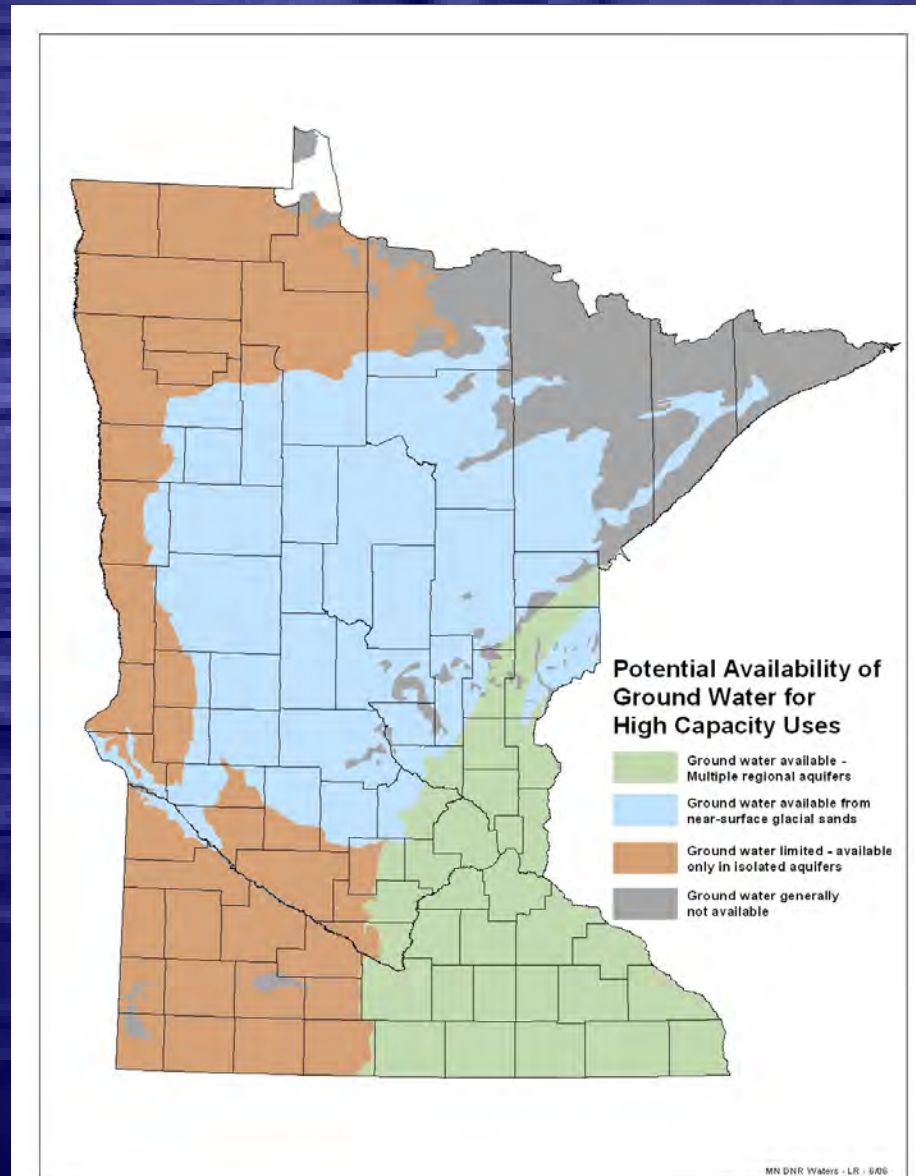 Potential Availability of
Ground Water for
High Capacity Uses
Ground water available -
Multiple regional aquifers
Ground water available from
near-surface glacial sands
Ground water limited - available
only in isolated aquifers
Ground water generally
not available
MN DNR Waters - LR - 6/06